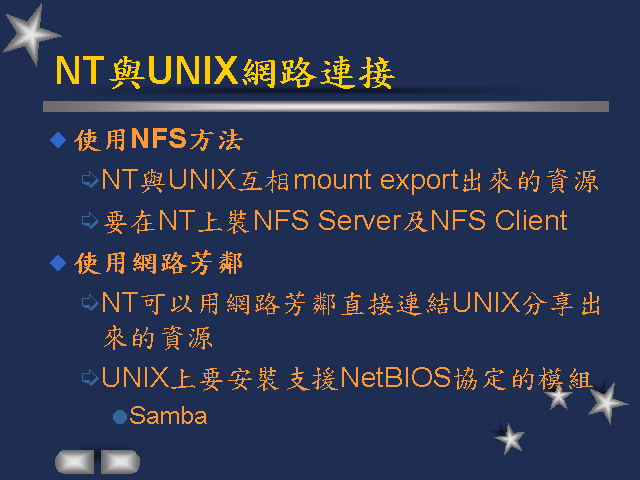 NT與UNIX網路連接
使用NFS方法
NT與UNIX互相mount export出來的資源
要在NT上裝NFS Server及NFS Client
使用網路芳鄰
NT可以用網路芳鄰直接連結UNIX分享出
來的資源
UNIX上要安裝支援NetBIOS協定的模組
Samba